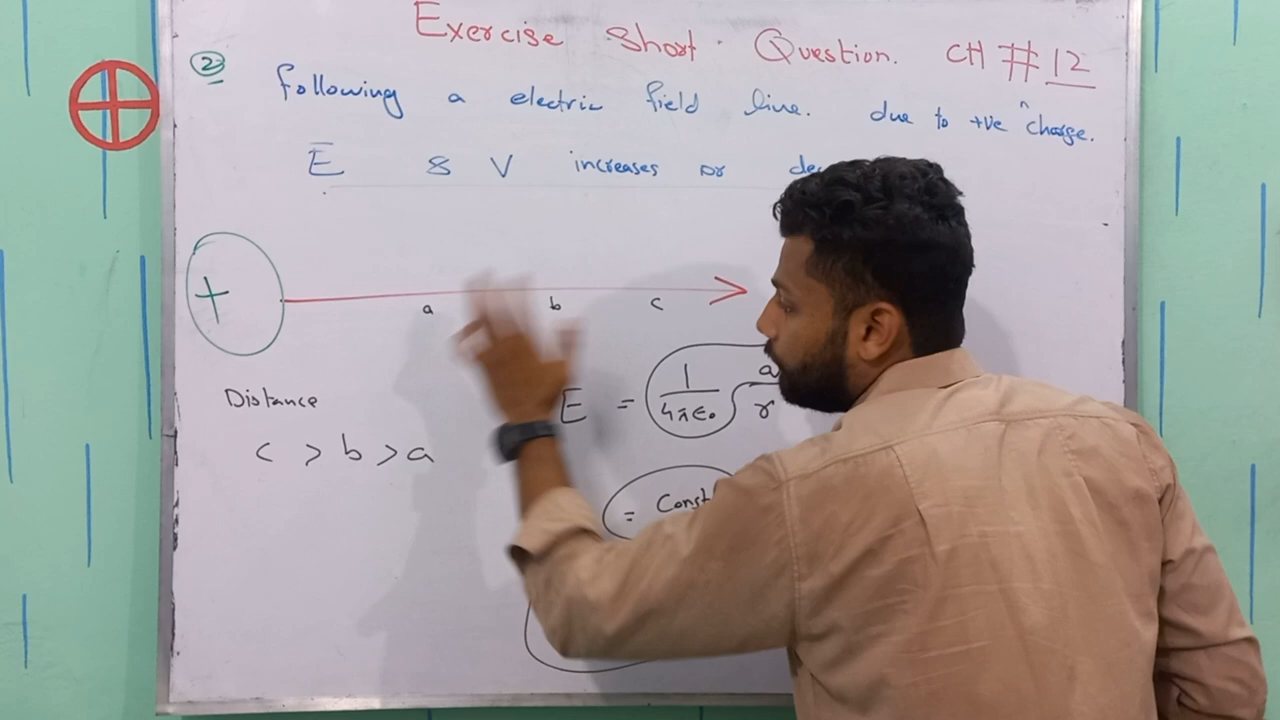 Exercise Short Question. CH # 12
2
following a electric field line. due to +ve charge.
E & V increases or
+
a b c
Distance
c > b > a
E = 1/4πε₀
= Const